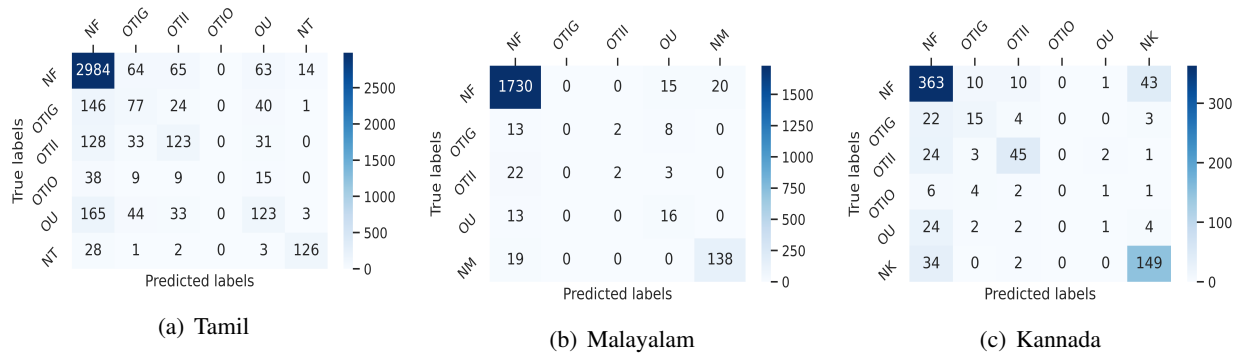 NF OTIG OTII OTIO OU NT
NF 2984 64 65 0 63 14
OTIG 146 77 24 0 40 1
OTII 128 33 123 0 31 0
OTIO 38 9 9 0 15 0
OU 165 44 33 0 123 3
NT 28 1 2 0 3 126
True labels
Predicted labels
2500
2000
1500
1000
500
0
(a) Tamil
NF OTIG OTII OU NM
NF 1730 0 0 15 20
OTIG 13 0 2 8 0
OTII 22 0 2 3 0
OU 13 0 0 16 0
NM 19 0 0 0 138
True labels
Predicted labels
1500
1250
1000
750
500
250
0
(b) Malayalam
NF OTIG OTII OTIO OU NK
NF 363 10 10 0 1 43
OTIG 22 15 4 0 0 3
OTII 24 3 45 0 2 1
OTIO 6 4 2 0 1 1
OU 24 2 2 0 1 4
NK 34 0 2 0 0 149
True labels
Predicted labels
300
200
100
0
(c) Kannada